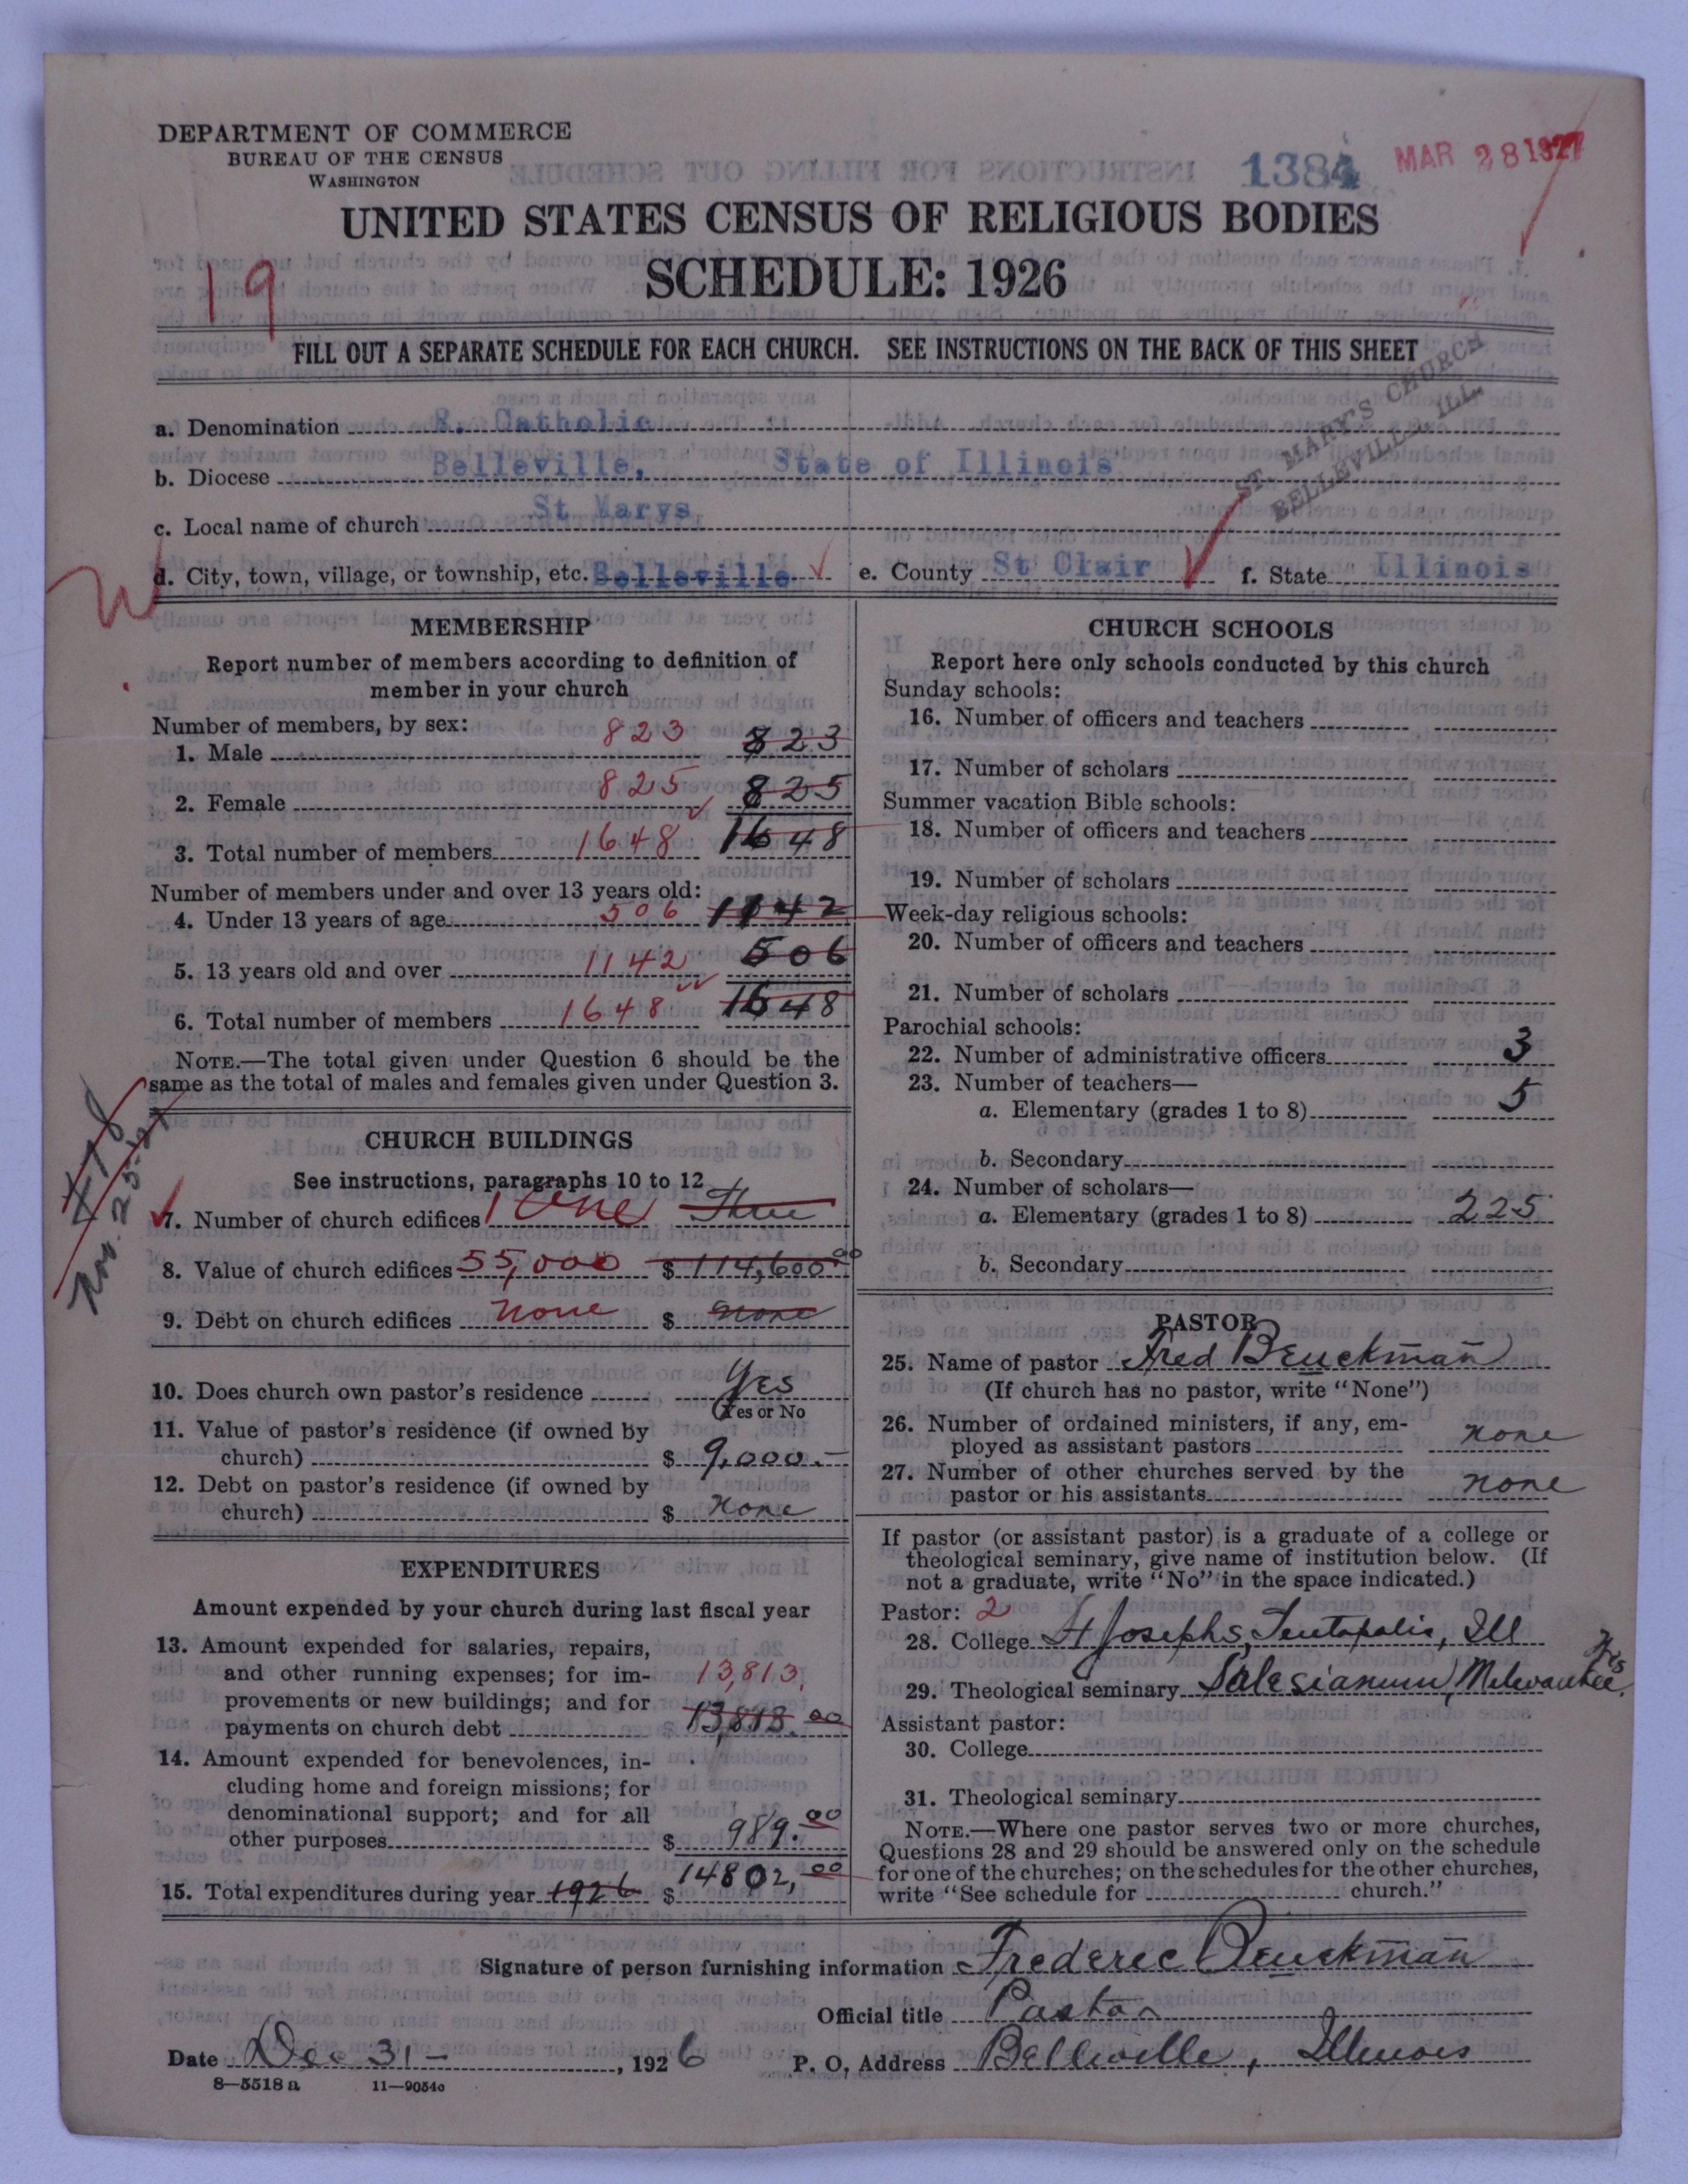 DEPARTMENT OF COMMERCE
BUREAU OF THE CENSUS
WASHINGTON
1384
MAR 28 1927
UNITED STATES CENSUS OF RELIGIOUS BODIES
SCHEDULE: 1926
19
FILL OUT A SEPARATE SCHEDULE FOR EACH CHURCH. SEE INSTRUCTIONS ON THE BACK OF THIS SHEET
ST. MARY'S CHURCH
BELLEVILLE, ILL.
a. Denomination R. Catholic
b. Diocese Belleville, State of Illinois
c. Local name of church St Marys
d. City, town, village, or township, etc. Belleville e. County St Clair f. State Illinois
MEMBERSHIP
Report number of members according to definition of
member in your church
Number of members, by sex:
1. Male 823 823
2. Female 825 825
3. Total number of members 1648 1648
Number of members under and over 13 years old:
4. Under 13 years of age 506 1142
5. 13 years old and over 1142 506
6. Total number of members 1648 1648
NOTE.—The total given under Question 6 should be the
same as the total of males and females given under Question 3.
CHURCH BUILDINGS
See instructions, paragraphs 10 to 12
7. Number of church edifices 1 One Three
8. Value of church edifices 55,000 $ 114,600 00
9. Debt on church edifices none $ none
10. Does church own pastor's residence Yes
(Yes or No
11. Value of pastor's residence (if owned by
church) $ 9,000.—
12. Debt on pastor's residence (if owned by
church) $ none
EXPENDITURES
Amount expended by your church during last fiscal year
13. Amount expended for salaries, repairs,
and other running expenses; for im- 13,813,
provements or new buildings; and for
payments on church debt $ 13,813.00
14. Amount expended for benevolences, in-
cluding home and foreign missions; for
denominational support; and for all
other purposes $ 989.00
15. Total expenditures during year 1926 $ 14802,00
CHURCH SCHOOLS
Report here only schools conducted by this church
Sunday schools:
16. Number of officers and teachers
17. Number of scholars
Summer vacation Bible schools:
18. Number of officers and teachers
19. Number of scholars
Week-day religious schools:
20. Number of officers and teachers
21. Number of scholars
Parochial schools:
22. Number of administrative officers 3
23. Number of teachers—
a. Elementary (grades 1 to 8) 5
b. Secondary
24. Number of scholars—
a. Elementary (grades 1 to 8) 225
b. Secondary
PASTOR
25. Name of pastor Fred Beuckman
(If church has no pastor, write "None")
26. Number of ordained ministers, if any, em-
ployed as assistant pastors none
27. Number of other churches served by the
pastor or his assistants none
If pastor (or assistant pastor) is a graduate of a college or
theological seminary, give name of institution below. (If
not a graduate, write "No" in the space indicated.)
Pastor: 2
28. College St Josephs, Teutopolis, Ill
29. Theological seminary Salesianum, Milwaukee, Wis
Assistant pastor:
30. College
31. Theological seminary
NOTE.—Where one pastor serves two or more churches,
Questions 28 and 29 should be answered only on the schedule
for one of the churches; on the schedules for the other churches,
write "See schedule for church."
Signature of person furnishing information Frederic Beuckman
Official title Pastor
Date Dec 31 –, 1926 P. O. Address Belleville, Illinois
8—5518 a 11—9054c